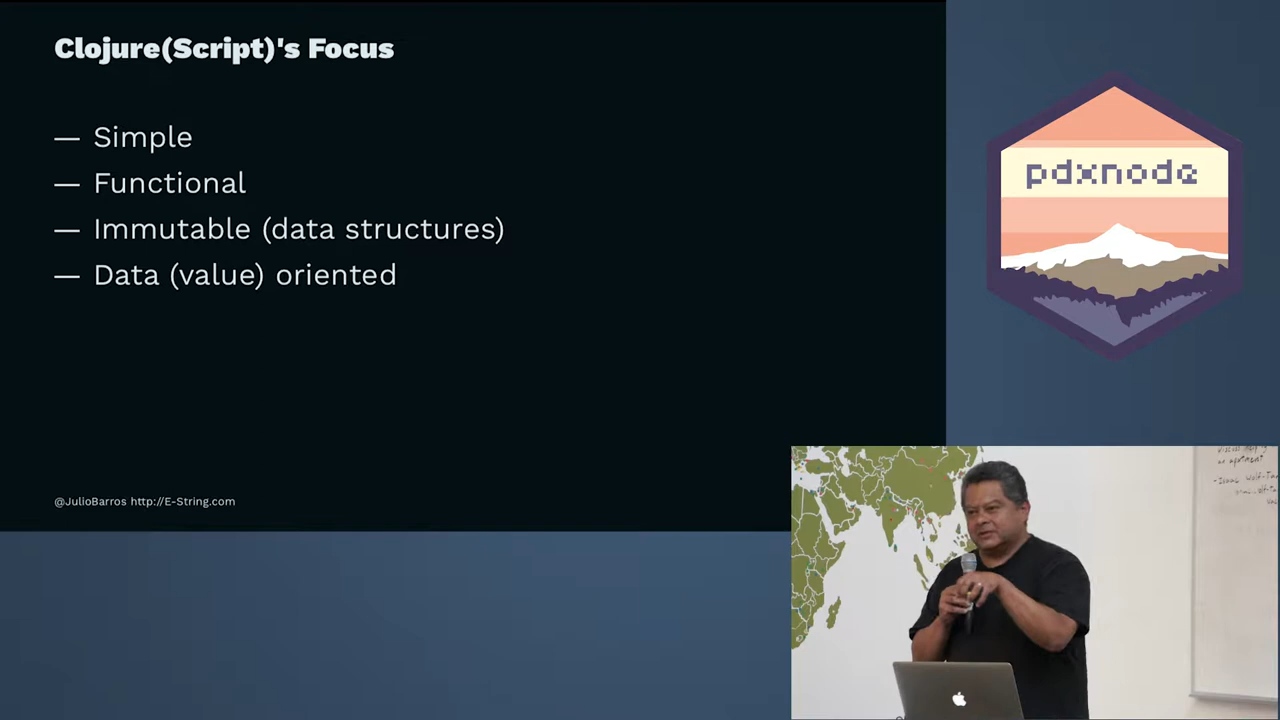 Clojure(Script)'s Focus
— Simple
— Functional
— Immutable (data structures)
— Data (value) oriented
@JulioBarros http://E-String.com
pdxnode